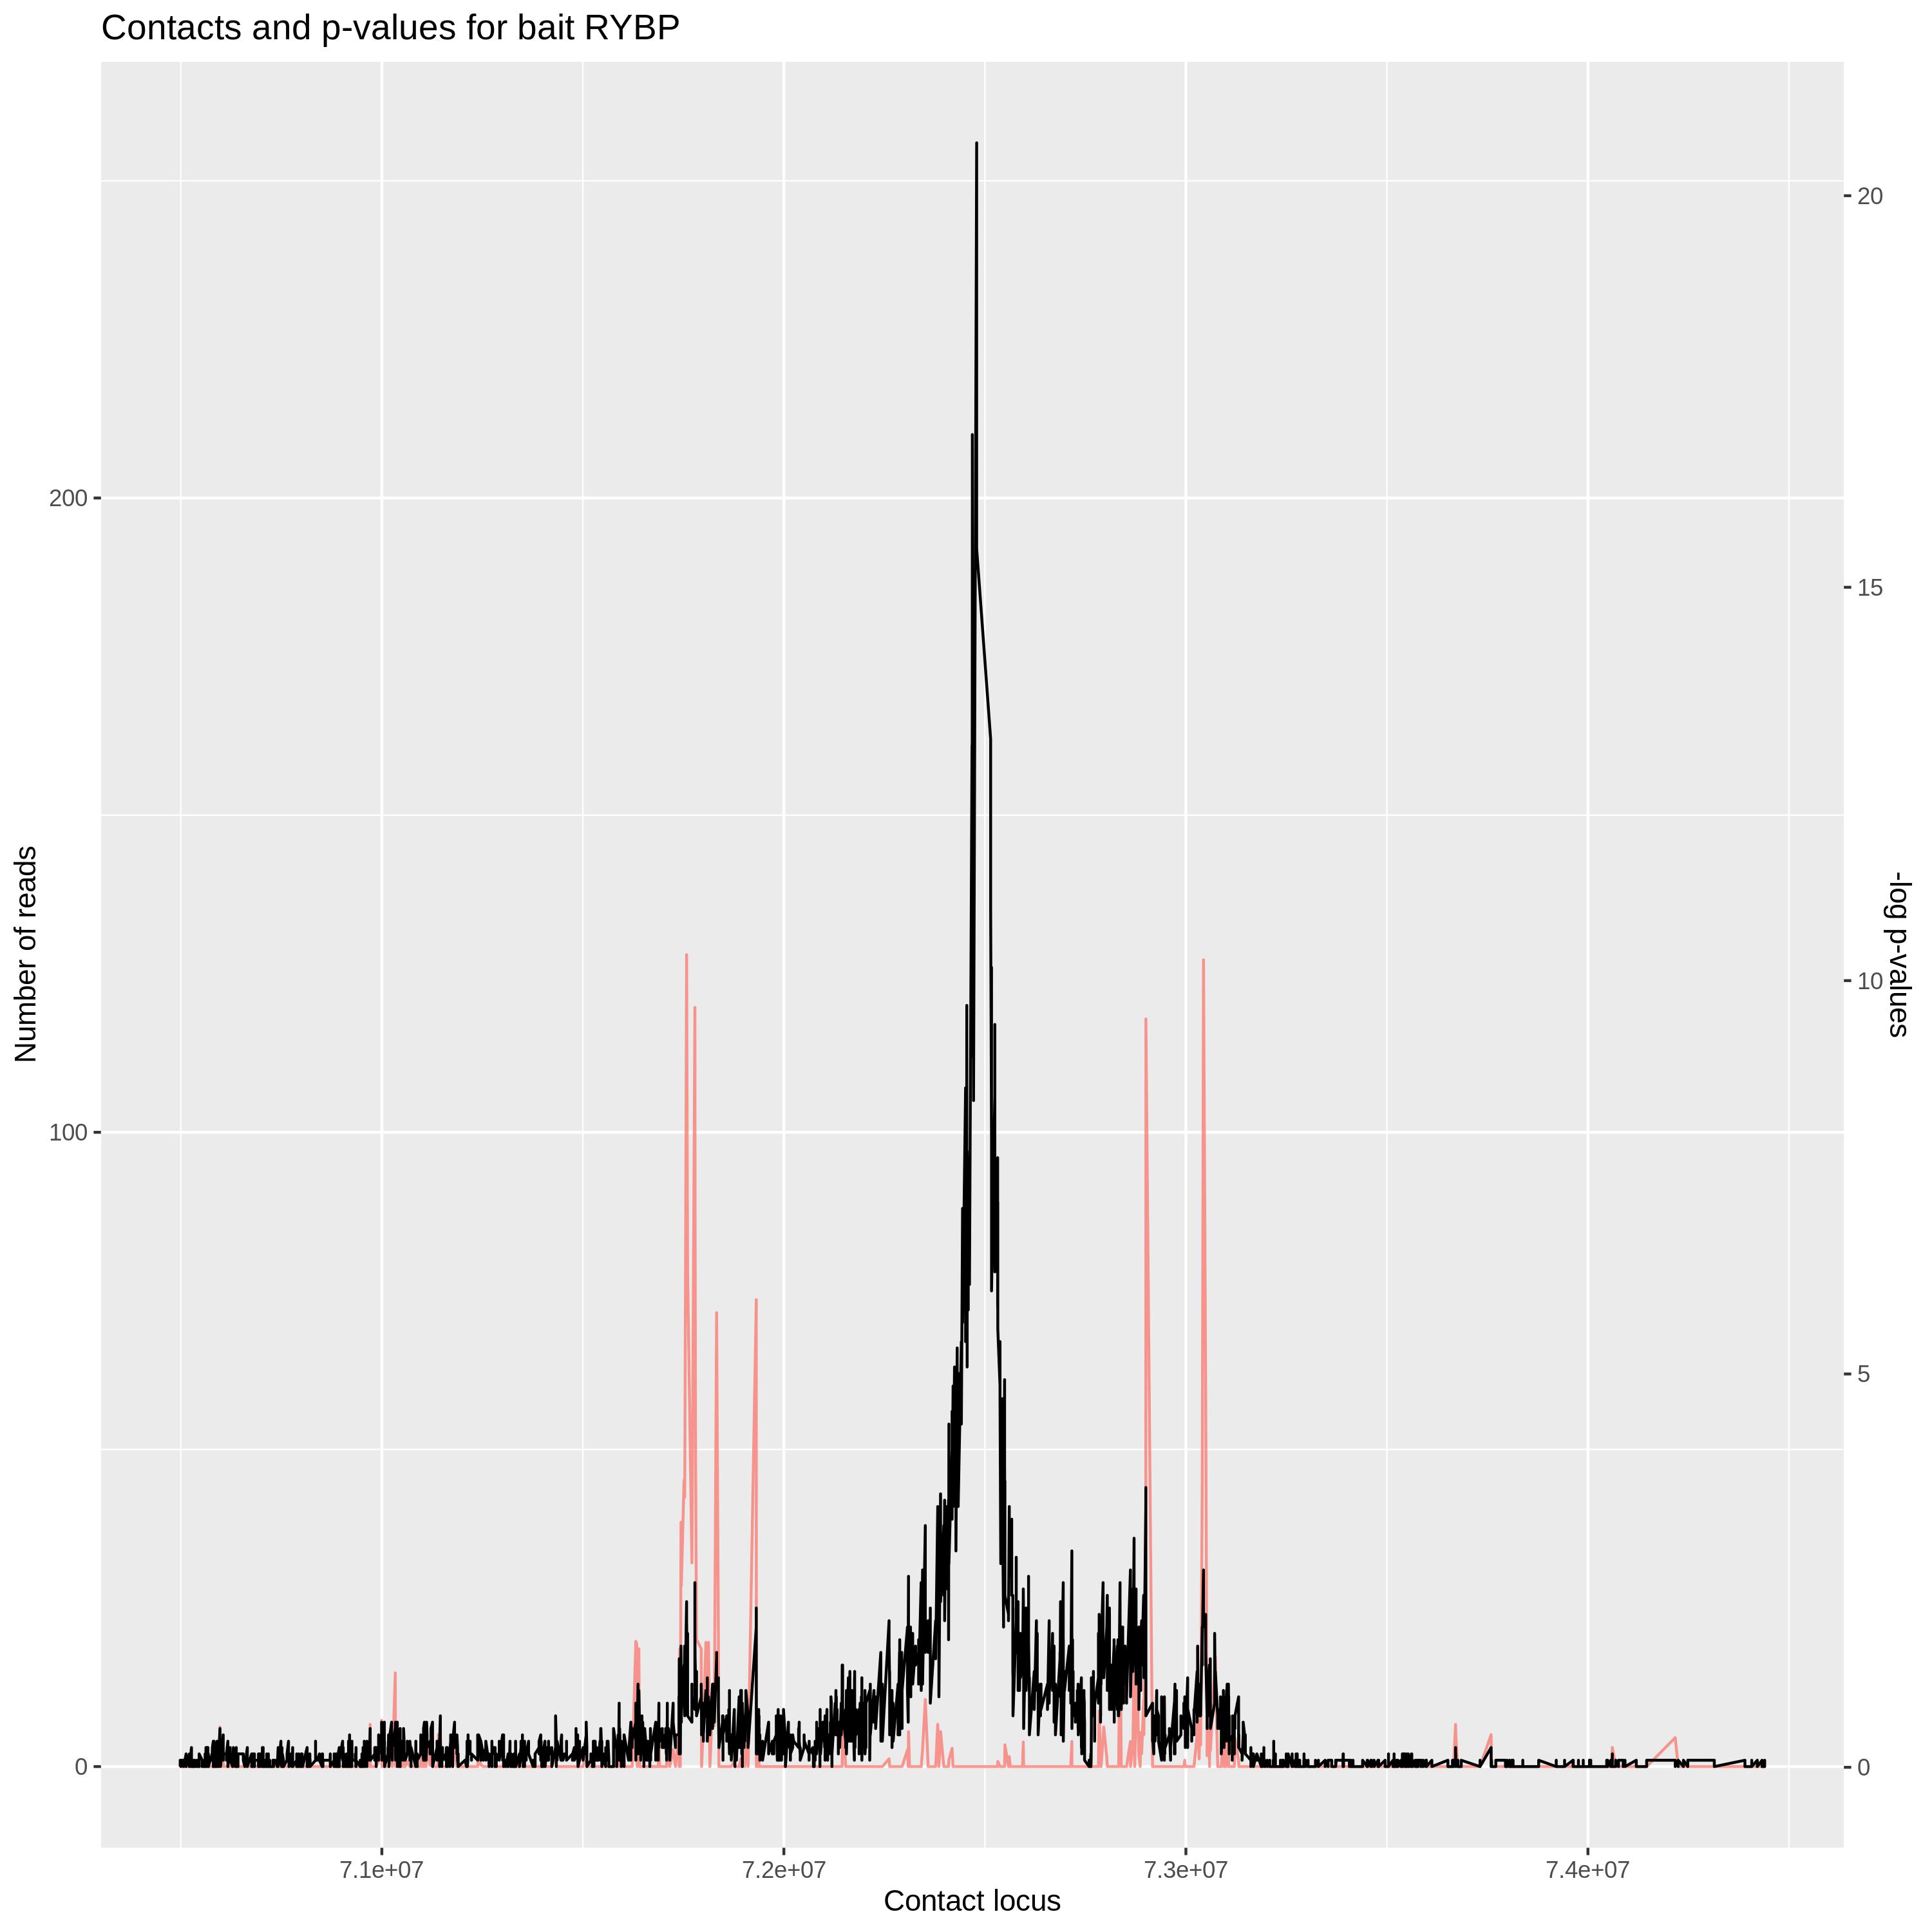 Contacts and p-values for bait RYBP
Number of reads
200
100
0
20
15
10
5
0
-log p-values
7.1e+07
7.2e+07
7.3e+07
7.4e+07
Contact locus